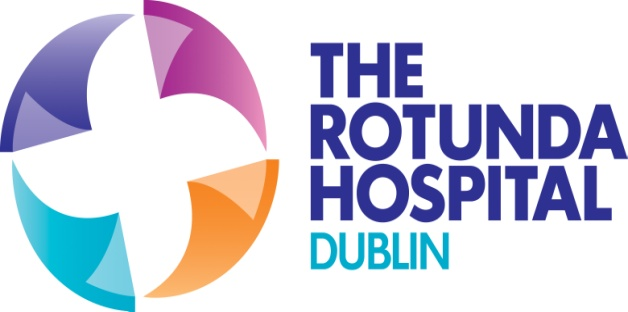 THE
ROTUNDA
HOSPITAL
DUBLIN